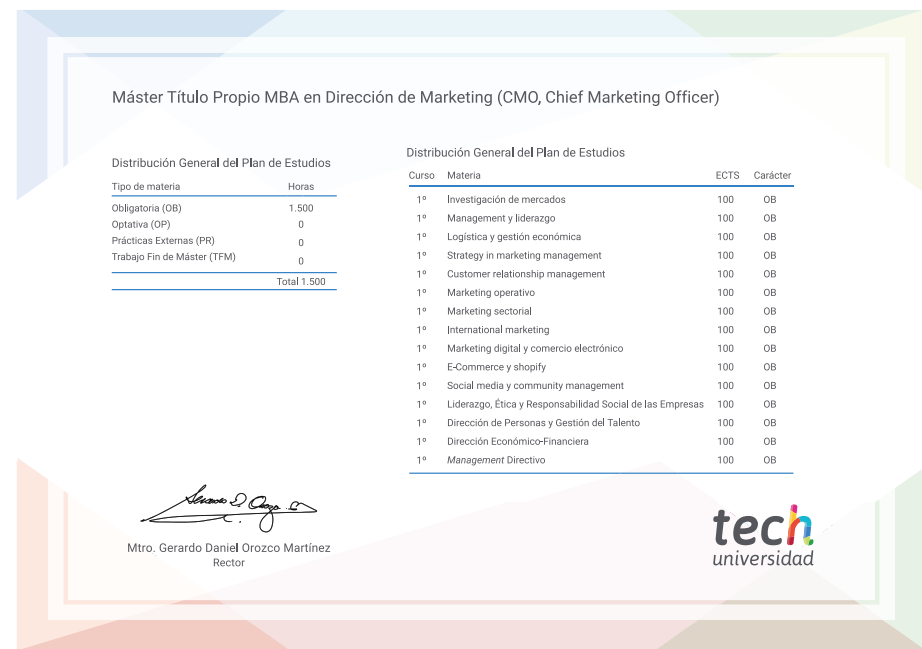 Máster Título Propio MBA en Dirección de Marketing (CMO, Chief Marketing Officer)
Distribución General del Plan de Estudios
Tipo de materia Horas
Obligatoria (OB) 1.500
Optativa (OP) 0
Prácticas Externas (PR) 0
Trabajo Fin de Máster (TFM) 0
Total 1.500
Distribución General del Plan de Estudios
Curso Materia ECTS Carácter
1º Investigación de mercados 100 OB
1º Management y liderazgo 100 OB
1º Logística y gestión económica 100 OB
1º Strategy in marketing management 100 OB
1º Customer relationship management 100 OB
1º Marketing operativo 100 OB
1º Marketing sectorial 100 OB
1º International marketing 100 OB
1º Marketing digital y comercio electrónico 100 OB
1º E-Commerce y shopify 100 OB
1º Social media y community management 100 OB
1º Liderazgo, Ética y Responsabilidad Social de las Empresas 100 OB
1º Dirección de Personas y Gestión del Talento 100 OB
1º Dirección Económico-Financiera 100 OB
1º Management Directivo 100 OB
Mtro. Gerardo Daniel Orozco Martínez
Rector
tech
universidad